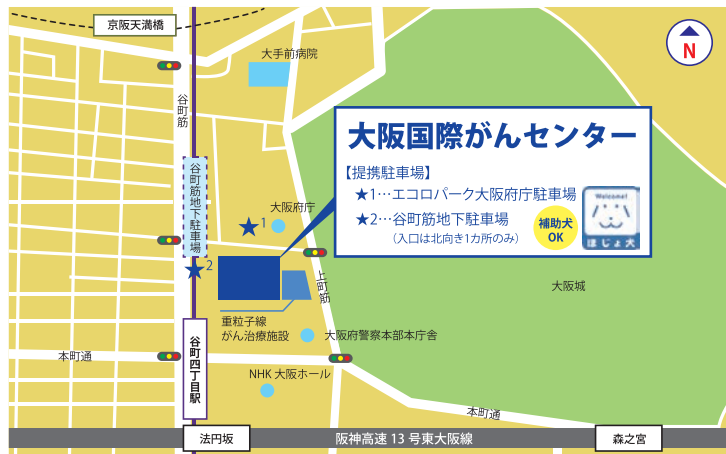 京阪天満橋
N
大手前病院
谷町筋
大阪国際がんセンター
【提携駐車場】
★1…エコロパーク大阪府庁駐車場
★2…谷町筋地下駐車場
(入口は北向き1カ所のみ)
補助犬
OK
Welcome!
ほじょ犬
谷町筋地下駐車場
大阪府庁
★1
★2
上町筋
大阪城
重粒子線
がん治療施設
大阪府警察本部本庁舎
谷町四丁目駅
本町通
NHK 大阪ホール
本町通
法円坂
阪神高速 13 号東大阪線
森之宮